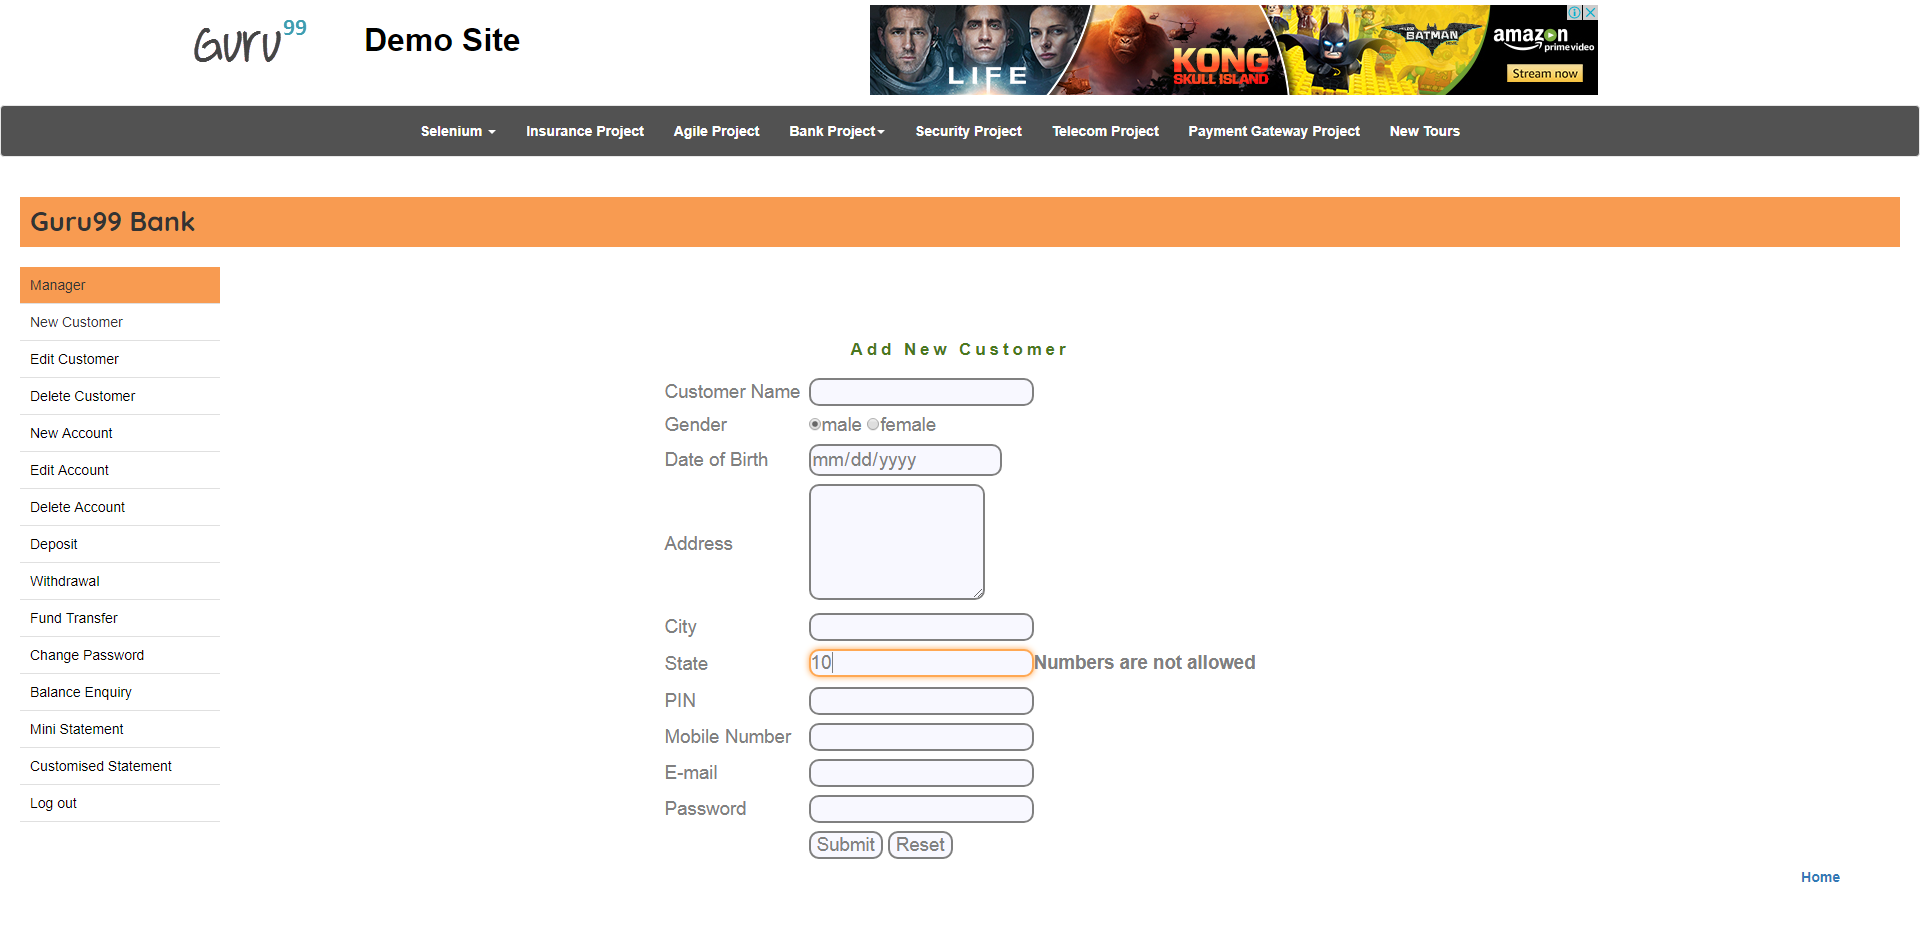 Guru99
Demo Site
LIFE
KONG
SKULL ISLAND
THE LEGO
BATMAN
MOVIE
amazon
prime video
Stream now
Selenium
Insurance Project
Agile Project
Bank Project
Security Project
Telecom Project
Payment Gateway Project
New Tours
Guru99 Bank
Manager
New Customer
Edit Customer
Delete Customer
New Account
Edit Account
Delete Account
Deposit
Withdrawal
Fund Transfer
Change Password
Balance Enquiry
Mini Statement
Customised Statement
Log out
Add New Customer
Customer Name
Gender male female
Date of Birth mm/dd/yyyy
Address
City
State 10 Numbers are not allowed
PIN
Mobile Number
E-mail
Password
Submit Reset
Home